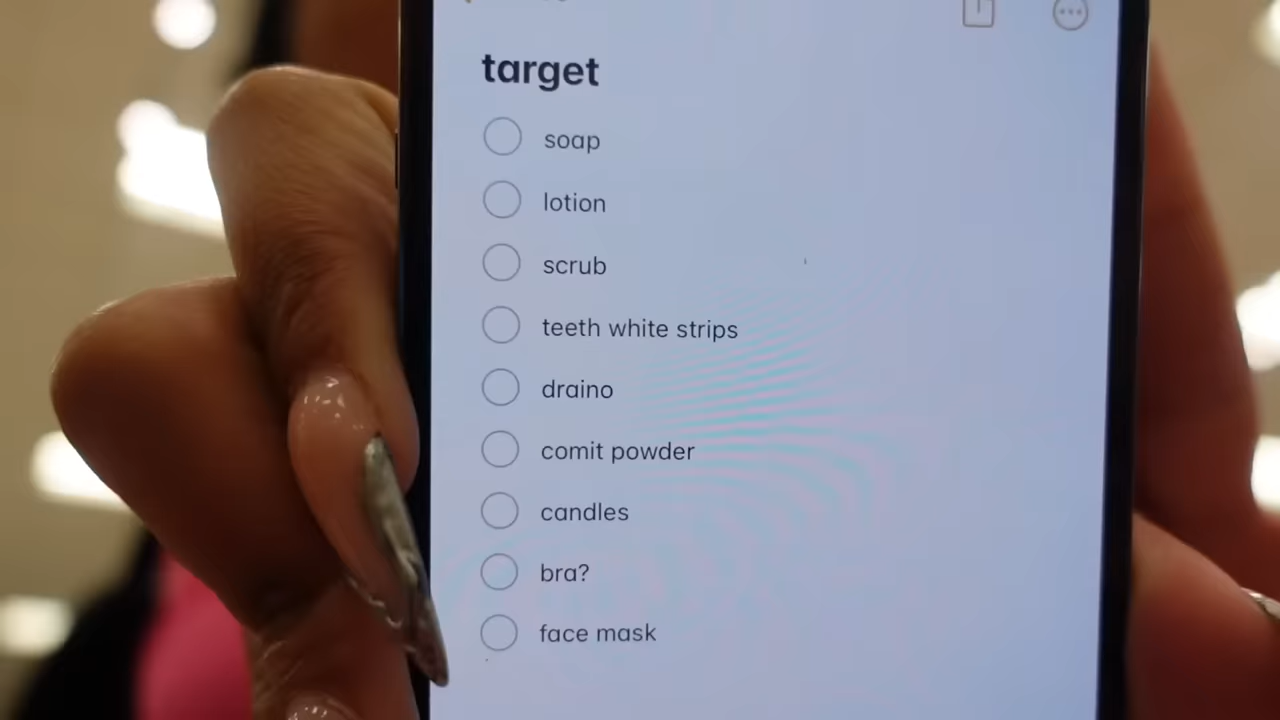 target
soap
lotion
scrub
teeth white strips
draino
comit powder
candles
bra?
face mask